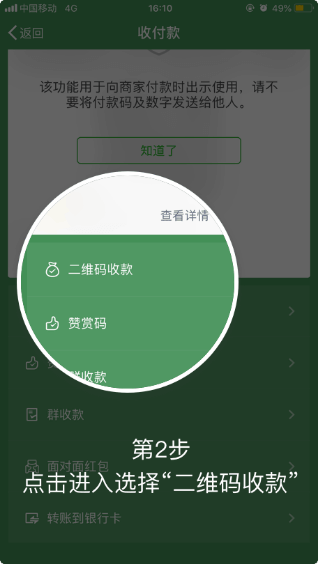 中国移动 4G 16:10 49%
返回 收付款
该功能用于向商家付款时出示使用，请不
要将付款码及数字发送给他人。
知道了
查看详情
二维码收款
赞赏码
群收款
群收款
第2步
面对面红包
点击进入选择“二维码收款”
转账到银行卡